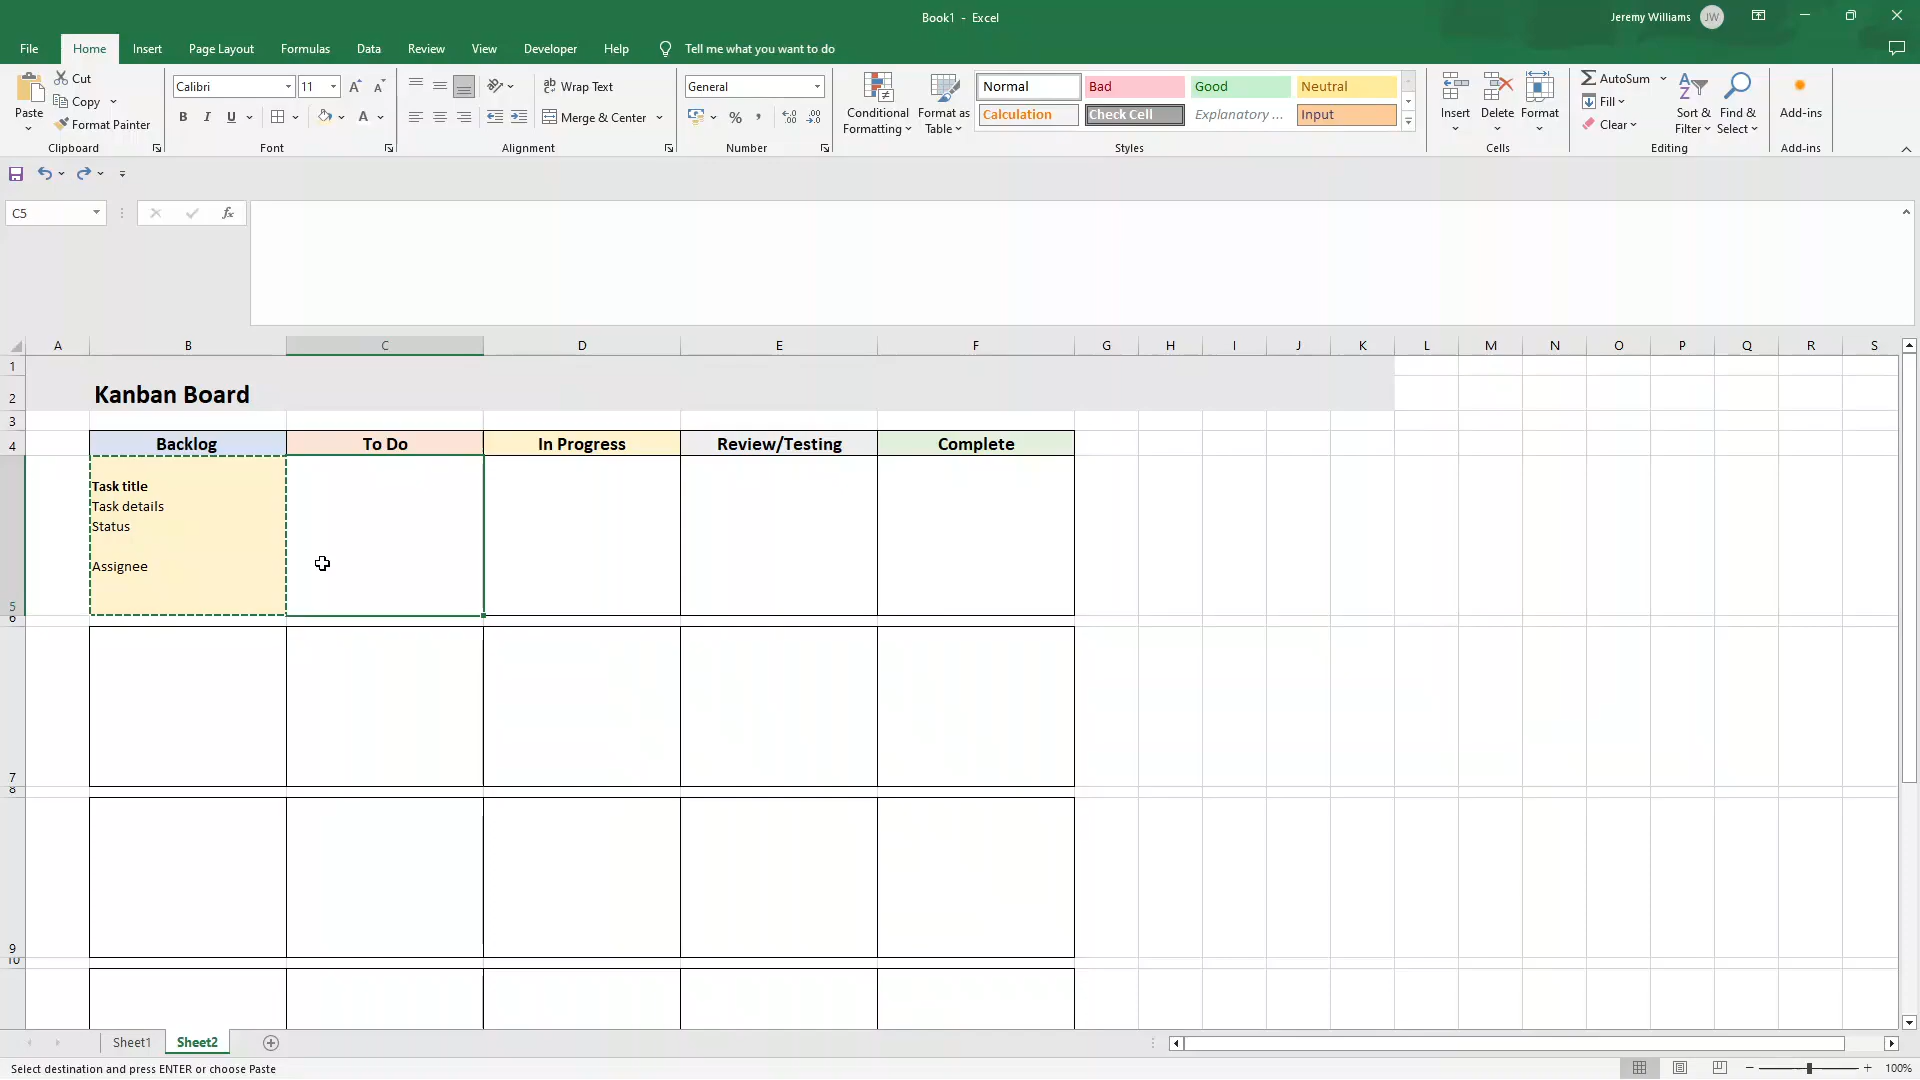 Book1 - Excel
Jeremy Williams JW
File Home Insert Page Layout Formulas Data Review View Developer Help Tell me what you want to do
Paste
Cut
Copy
Format Painter
Clipboard
Calibri 11 A A
B I U A
Font
ab Wrap Text
Merge & Center
Alignment
General
% ,
Number
Conditional Formatting
Format as Table
Normal Bad Good Neutral
Calculation Check Cell Explanatory ... Input
Styles
Insert Delete Format
Cells
AutoSum
Fill
Clear
Sort & Filter
Find & Select
Editing
Add-ins
Add-ins
C5 fx
A B C D E F G H I J K L M N O P Q R S
1
2 Kanban Board
3
4 Backlog To Do In Progress Review/Testing Complete
Task title
Task details
Status
Assignee
5
6
7
8
9
10
Sheet1 Sheet2
Select destination and press ENTER or choose Paste
100%